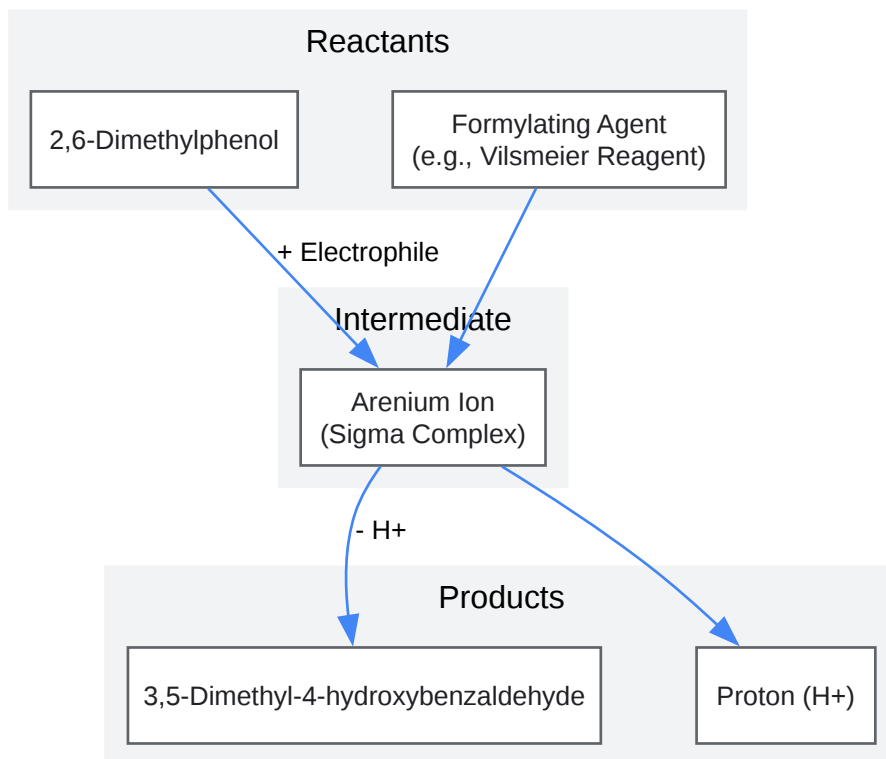 Reactants
2,6-Dimethylphenol
Formylating Agent
(e.g., Vilsmeier Reagent)
+ Electrophile
Intermediate
Arenium Ion
(Sigma Complex)
- H+
Products
3,5-Dimethyl-4-hydroxybenzaldehyde
Proton (H+)